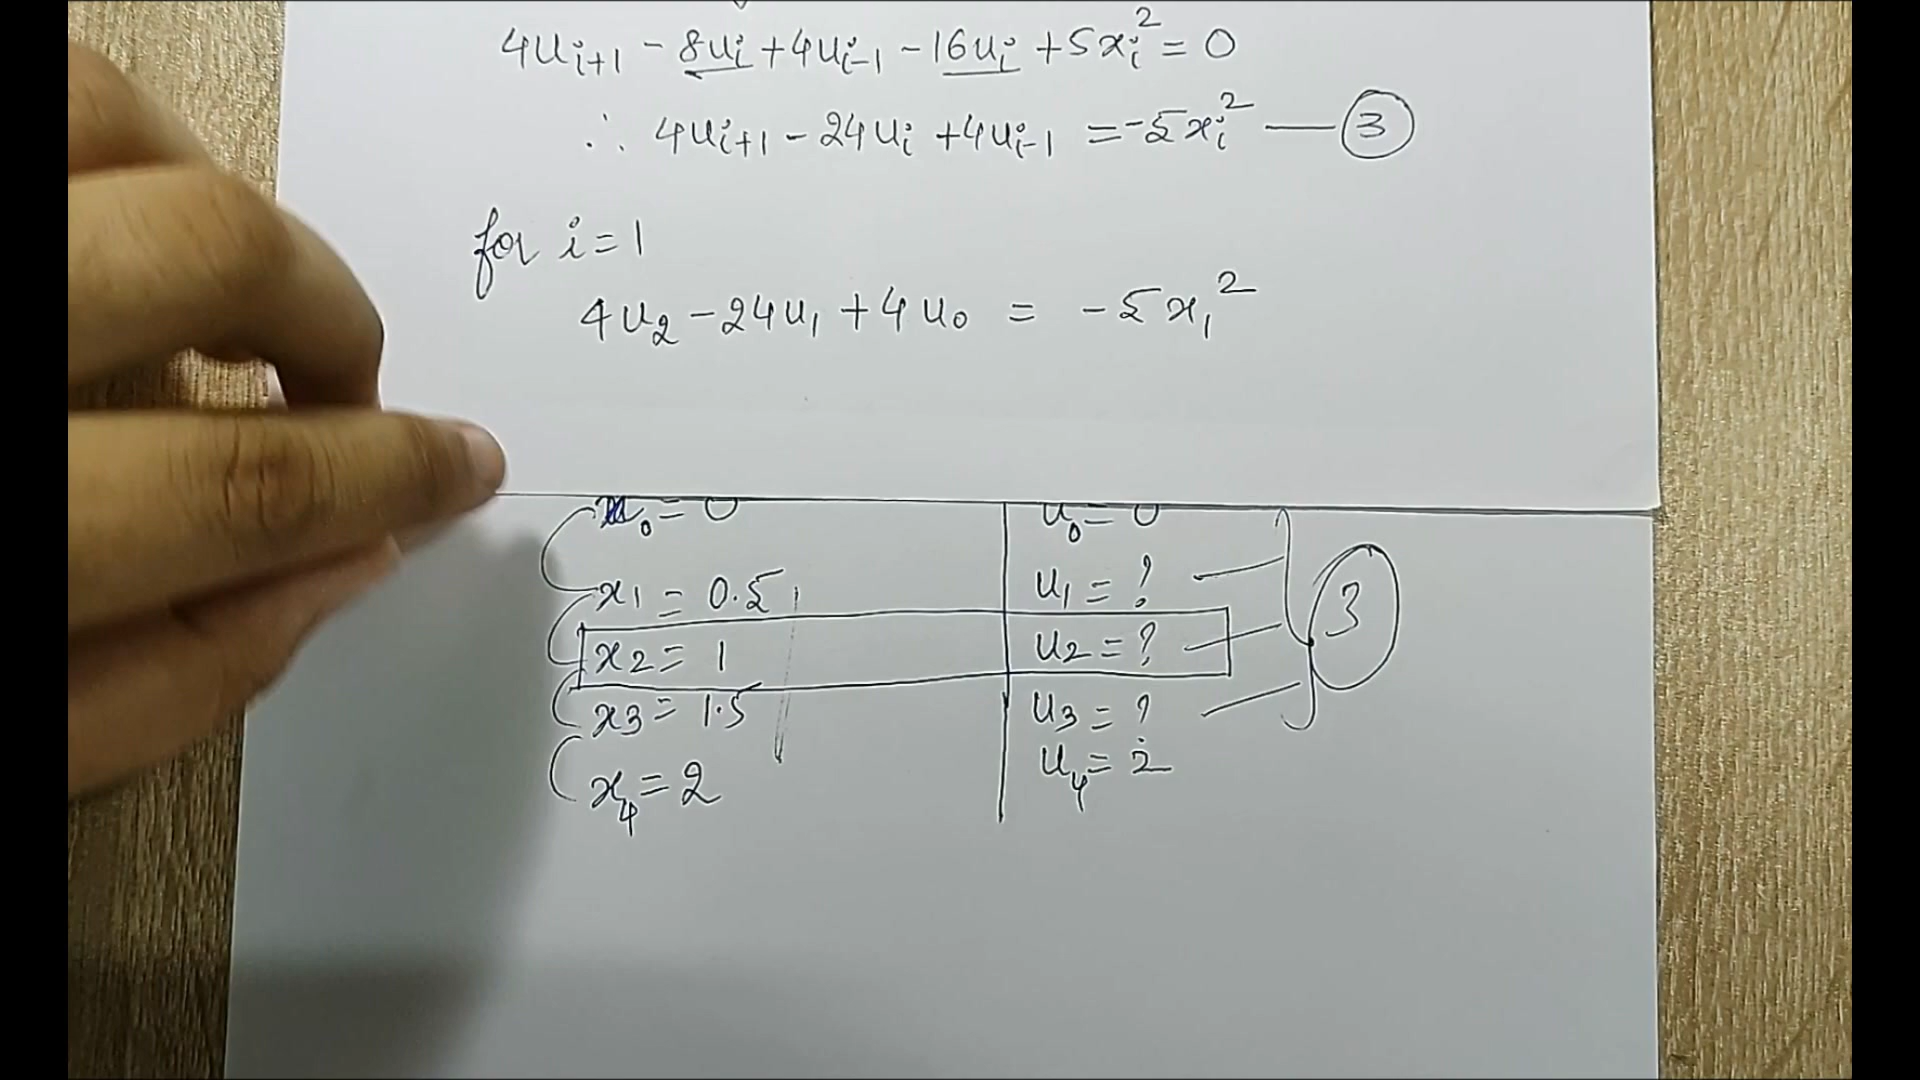 4u_{i+1} - 8u_i + 4u_{i-1} - 16u_i + 5x_i^2 = 0
∴ 4u_{i+1} - 24u_i + 4u_{i-1} = -5x_i^2 — ③
for i = 1
4u_2 - 24u_1 + 4u_0 = -5x_1^2
x_0 = 0 u_0 = 0
x_1 = 0.5 u_1 = ?
x_2 = 1 u_2 = ? ③
x_3 = 1.5 u_3 = ?
x_4 = 2 u_4 = 2